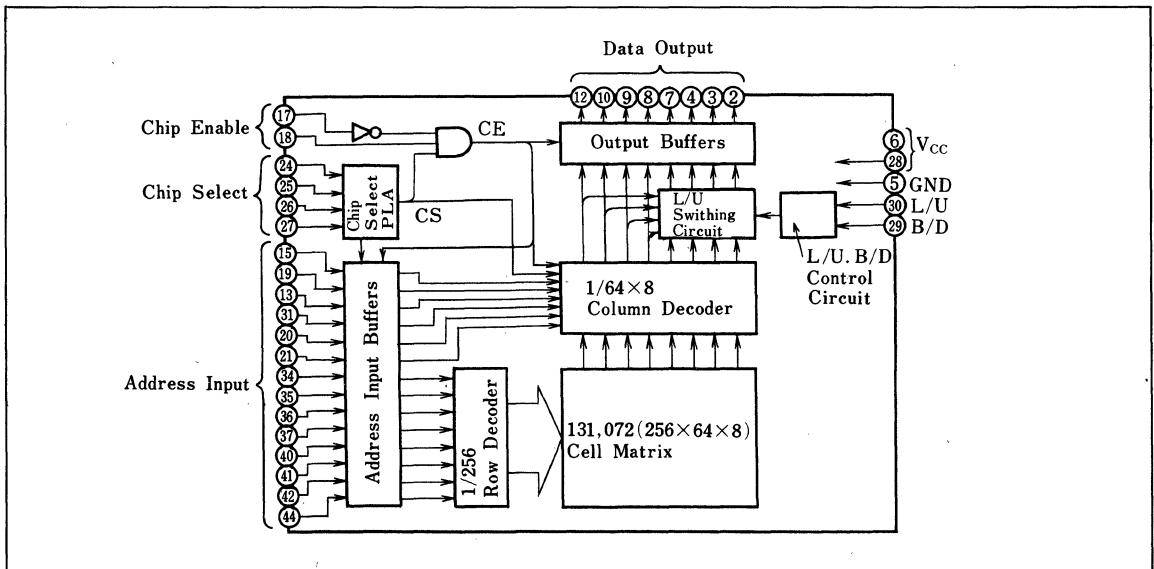 Data Output
⑫ ⑩ ⑨ ⑧ ⑦ ④ ③ ②
Chip Enable
⑰
⑱
CE
Output Buffers
⑥
㉘
VCC
⑤ GND
㉚ L/U
㉙ B/D
Chip Select
㉔
㉕
㉖
㉗
Chip
Select
PLA
CS
L/U
Swithing
Circuit
L/U. B/D
Control
Circuit
Address Input
⑮
⑲
⑬
㉛
⑳
㉑
㉞
㉟
㊱
㊲
㊵
㊶
㊷
㊹
Address Input Buffers
1/64×8
Column Decoder
1/256
Row Decoder
131,072(256×64×8)
Cell Matrix